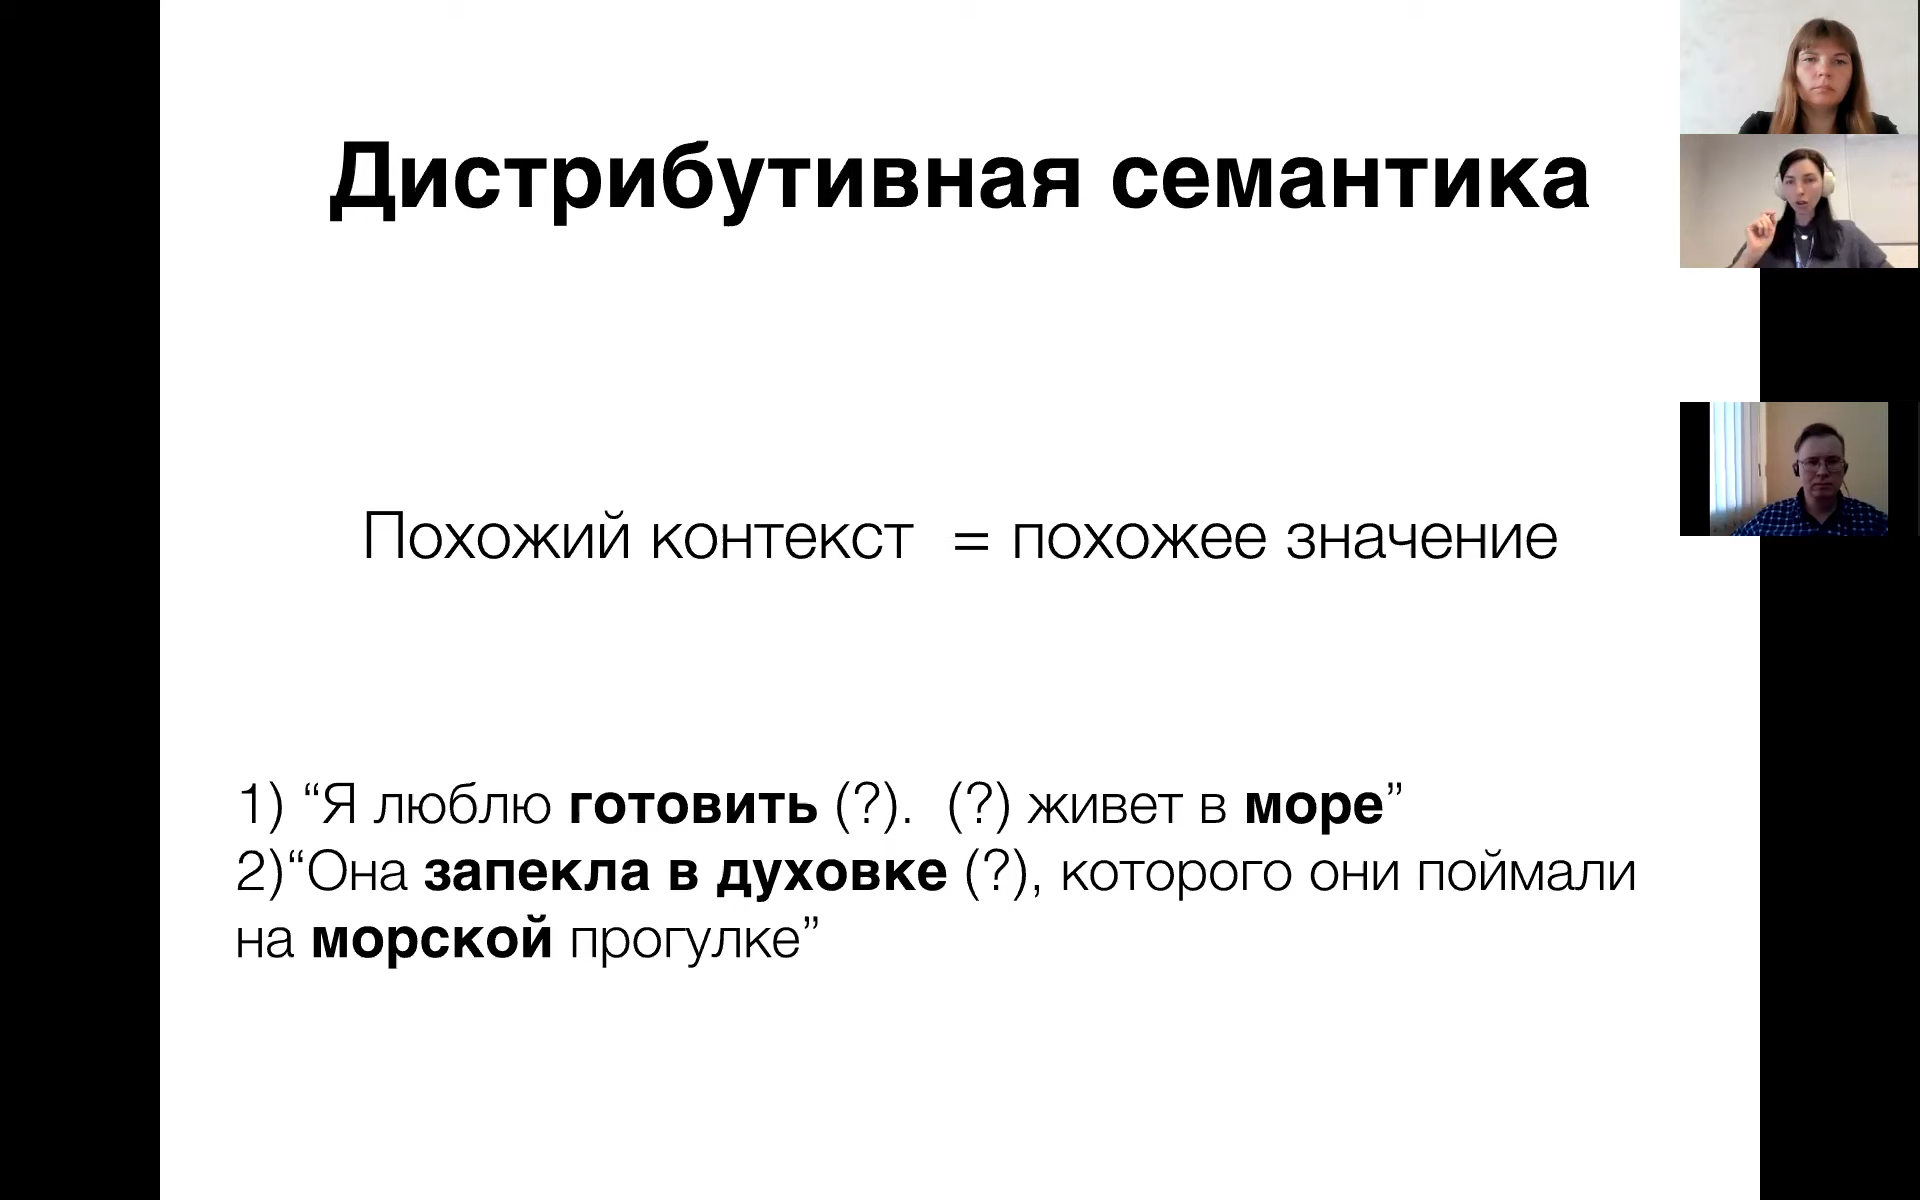 Дистрибутивная семантика
Похожий контекст  = похожее значение
1) “Я люблю готовить (?).  (?) живет в море”
2)“Она запекла в духовке (?), которого они поймали
на морской прогулке”